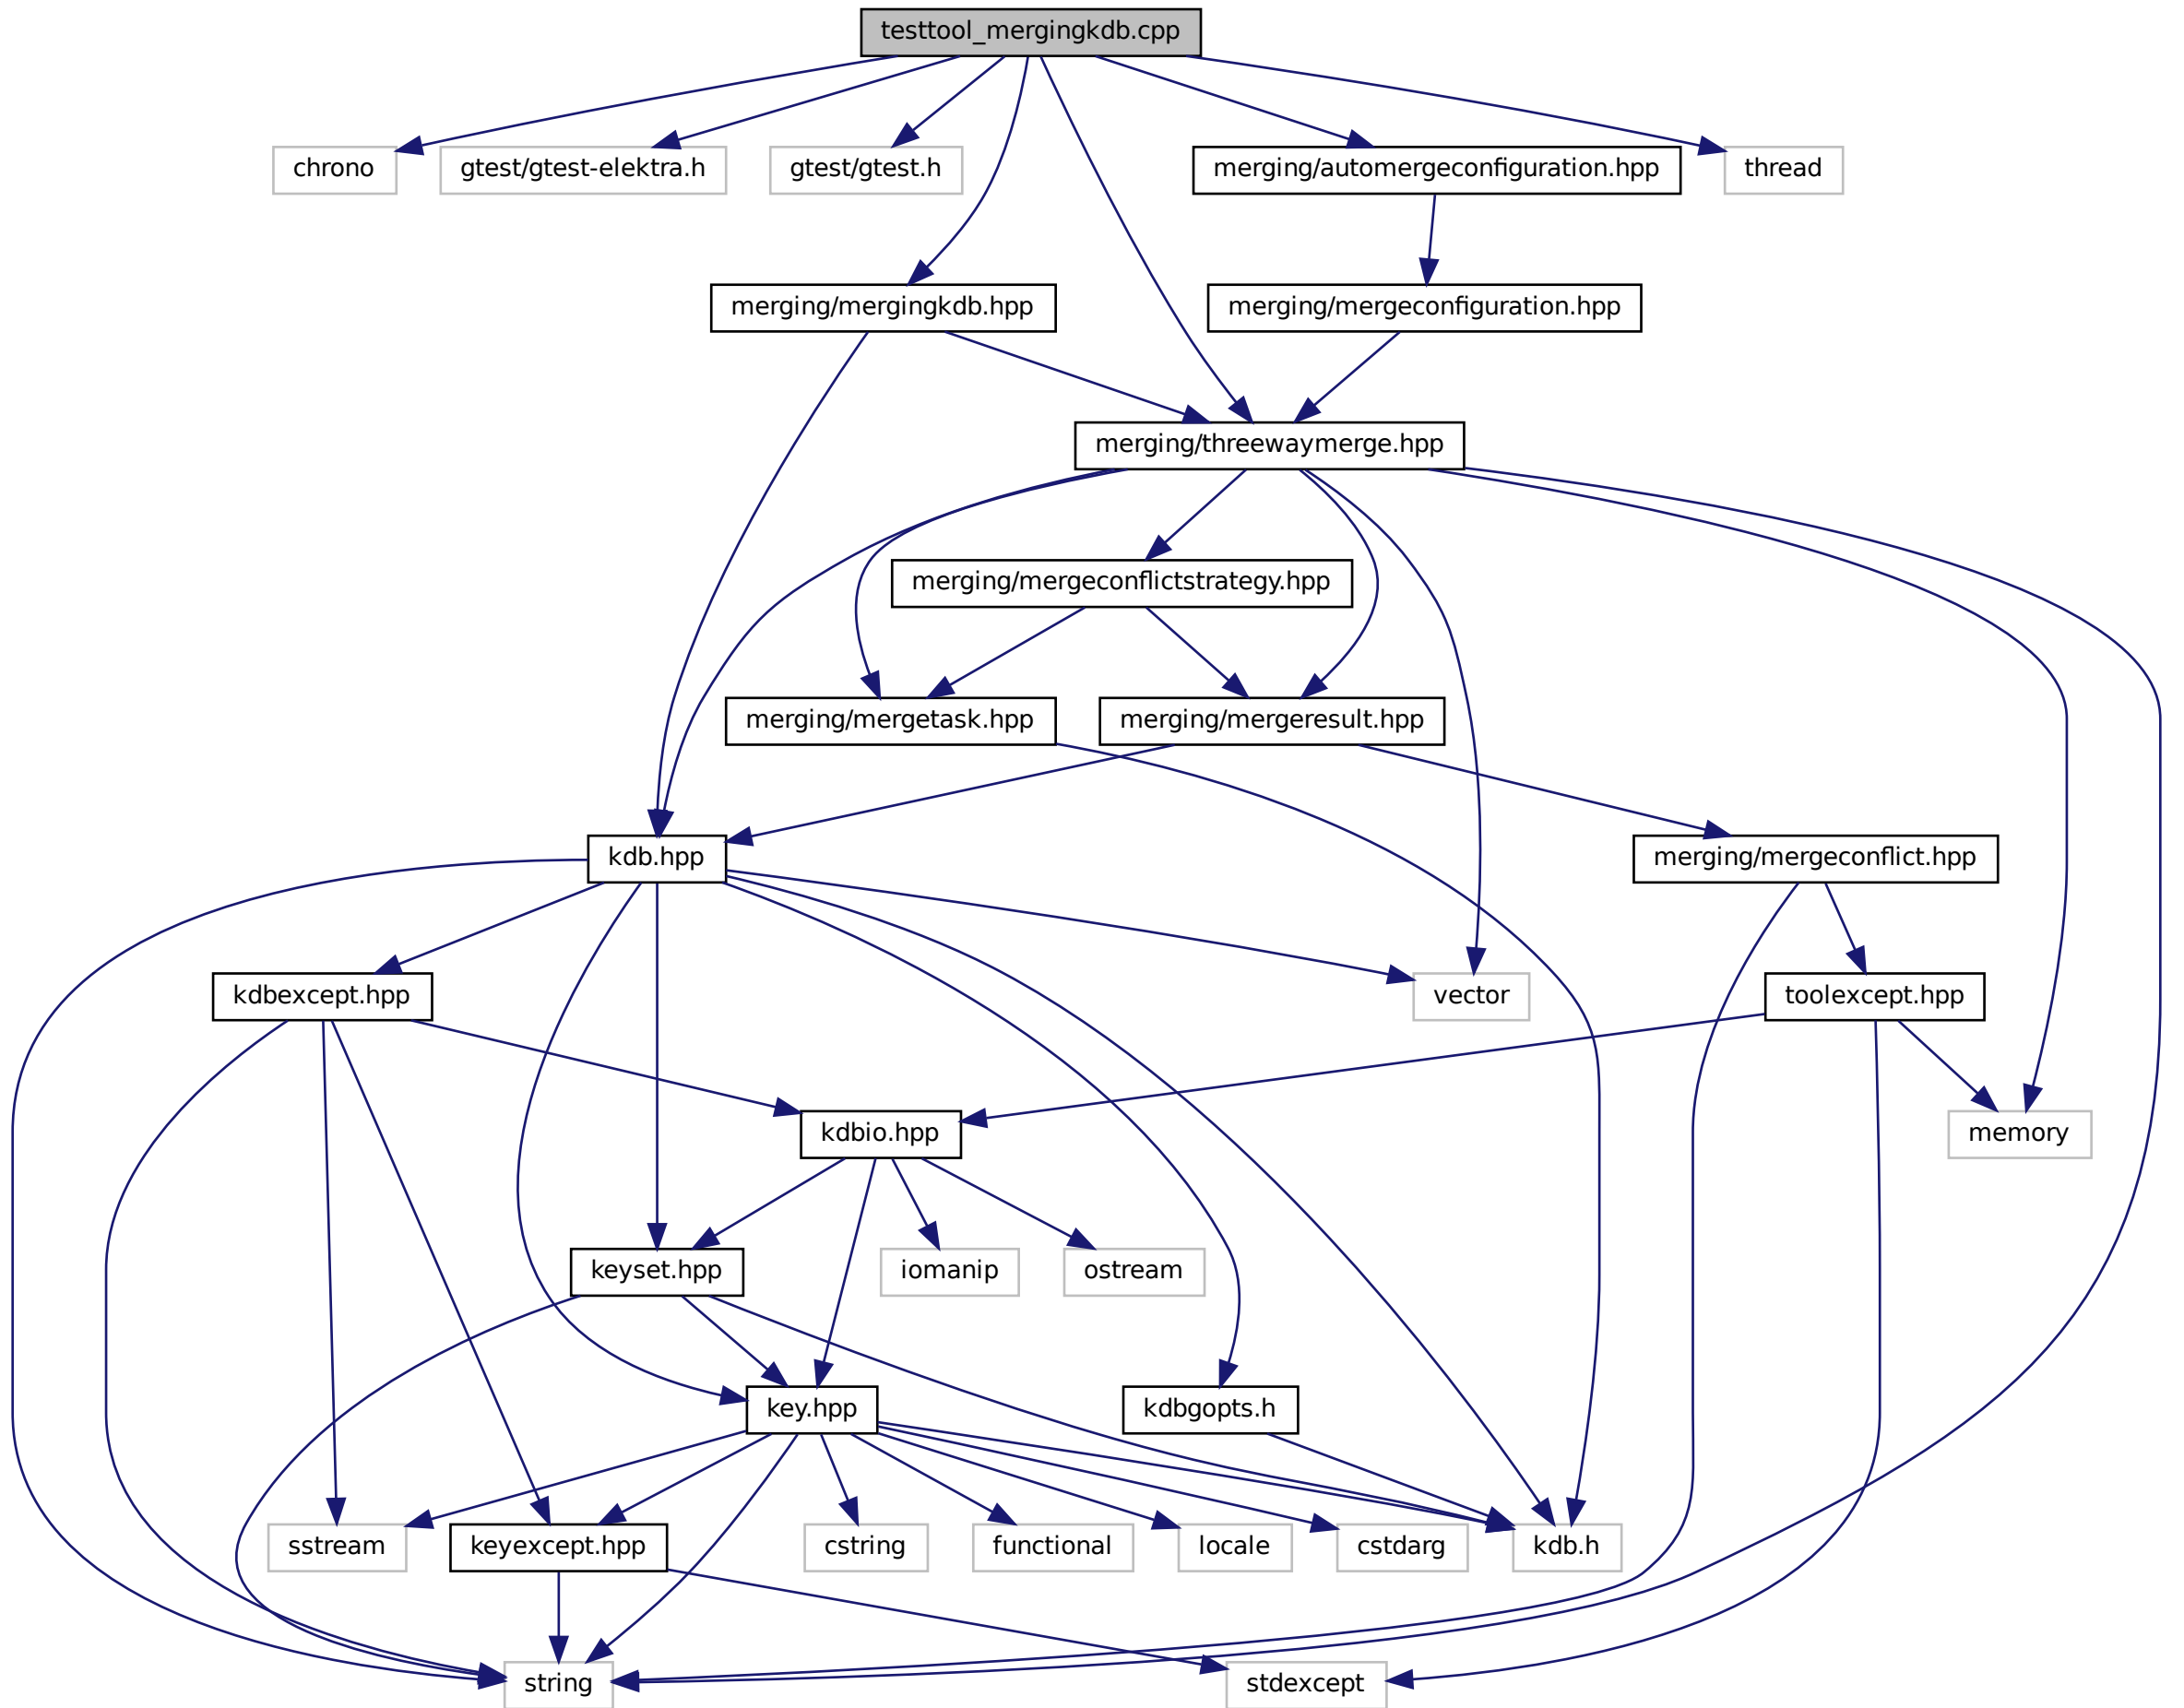 testtool_mergingkdb.cpp
chrono
gtest/gtest-elektra.h
gtest/gtest.h
merging/automergeconfiguration.hpp
thread
merging/mergingkdb.hpp
merging/mergeconfiguration.hpp
merging/threewaymerge.hpp
merging/mergeconflictstrategy.hpp
merging/mergetask.hpp
merging/mergeresult.hpp
kdb.hpp
merging/mergeconflict.hpp
kdbexcept.hpp
vector
toolexcept.hpp
kdbio.hpp
memory
keyset.hpp
iomanip
ostream
key.hpp
kdbgopts.h
sstream
keyexcept.hpp
cstring
functional
locale
cstdarg
kdb.h
string
stdexcept